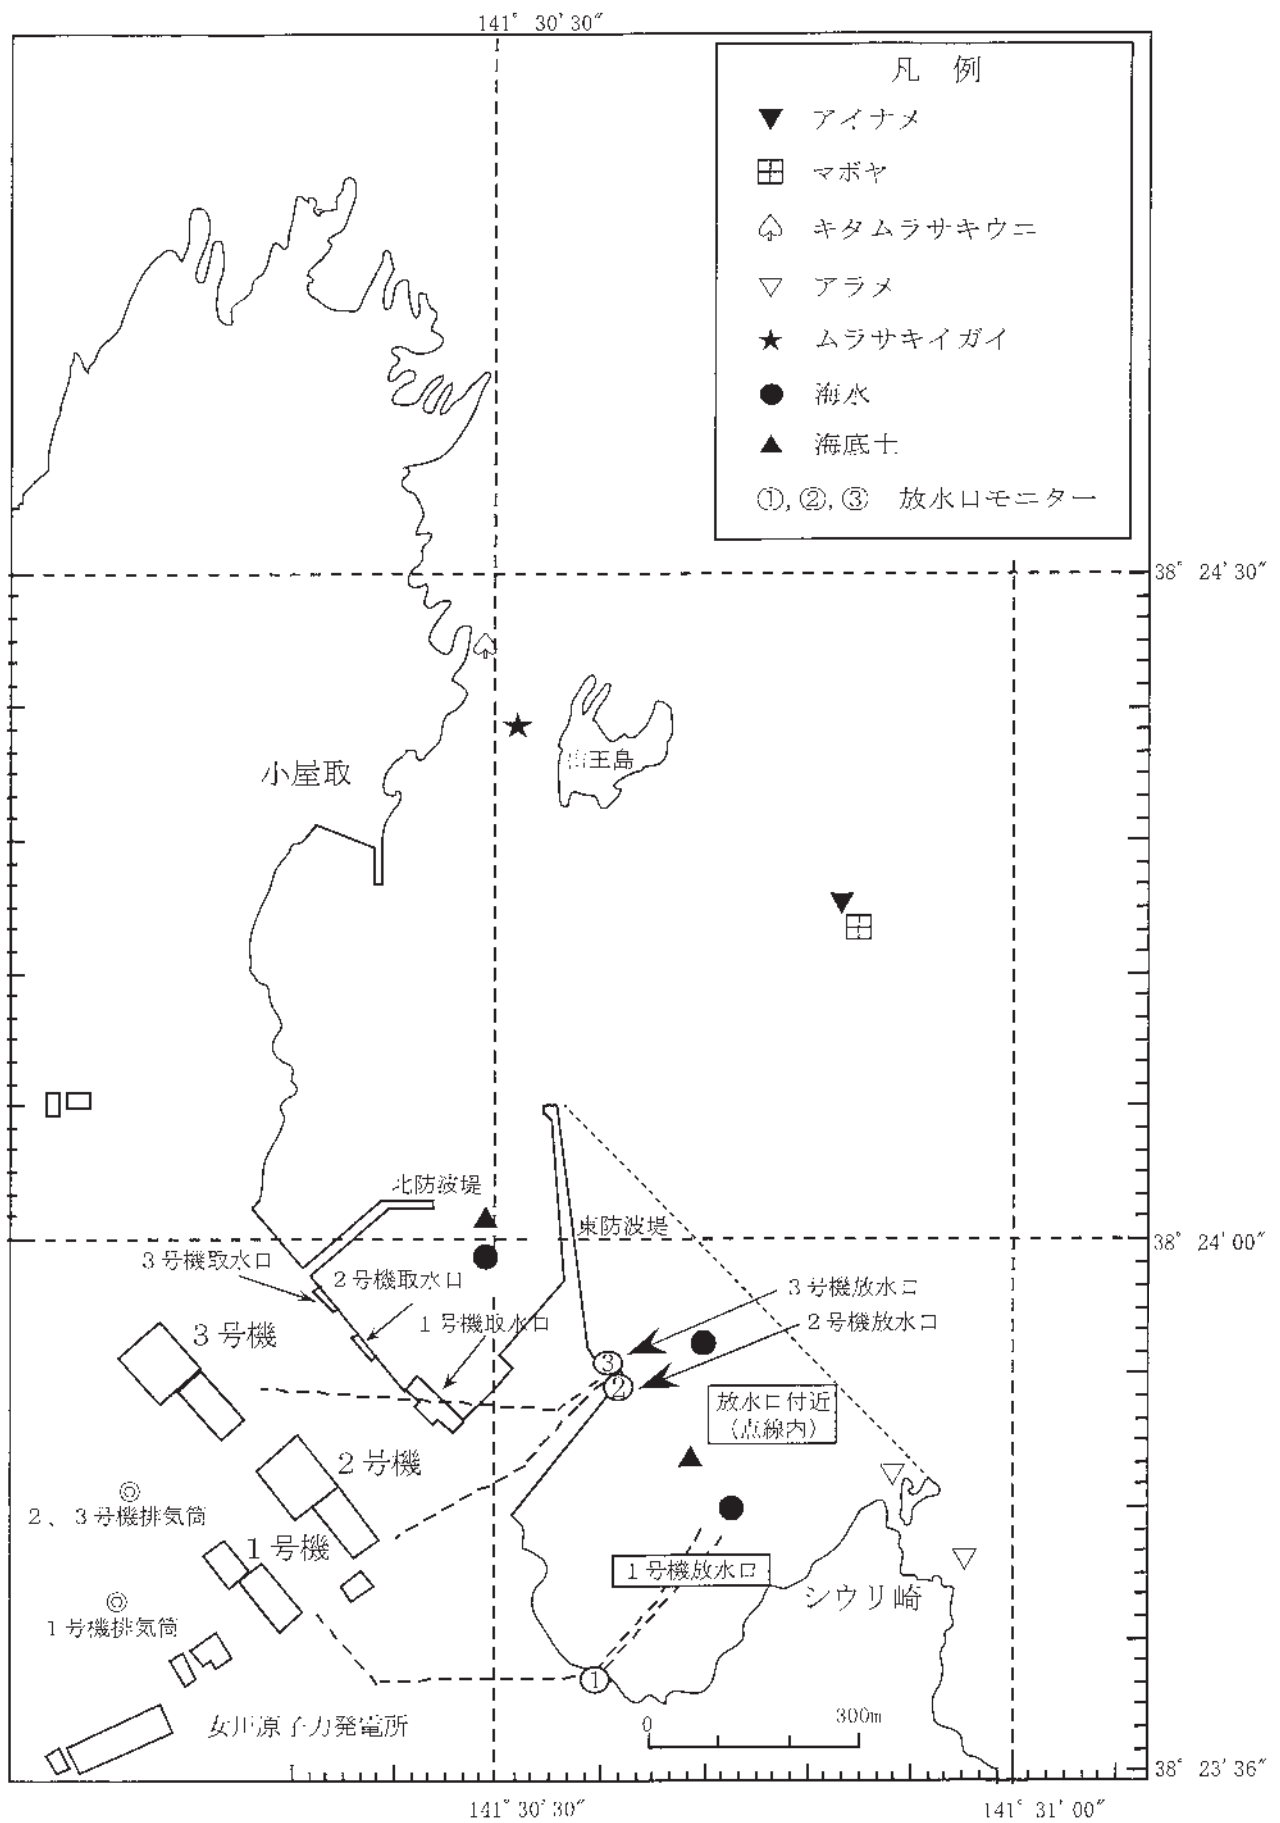 141° 30′30″
凡 例
アイナメ
マボヤ
キタムラサキウニ
アラメ
ムラサキイガイ
海水
海底土
①,②,③ 放水口モニター
38° 24′30″
小屋取
山王島
北防波堤
東防波堤
38° 24′00″
3号機取水口
2号機取水口
1号機取水口
3号機放水口
2号機放水口
3号機
③
②
放水口付近
(点線内)
2号機
2、3号機排気筒
1号機
1号機放水口
シウリ崎
1号機排気筒
①
女川原子力発電所
0
300m
38° 23′36″
141° 30′30″
141° 31′00″